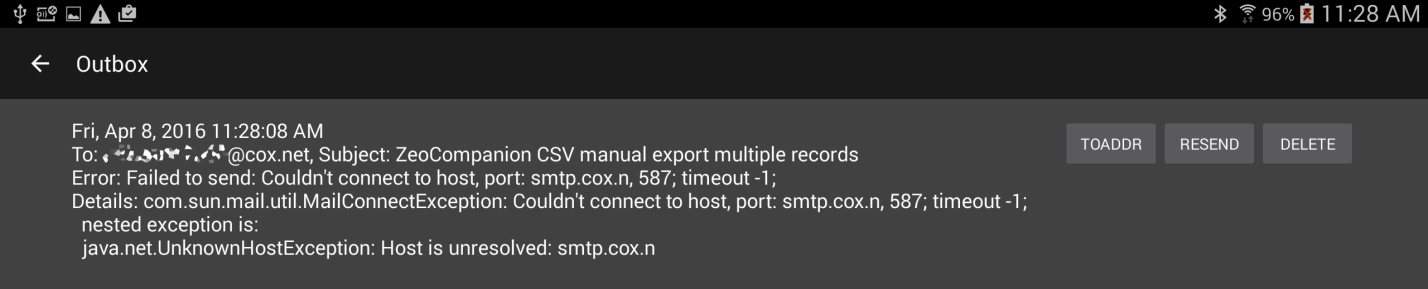 96% 11:28 AM
Outbox
Fri, Apr 8, 2016 11:28:08 AM
To: @cox.net, Subject: ZeoCompanion CSV manual export multiple records
Error: Failed to send: Couldn't connect to host, port: smtp.cox.n, 587; timeout -1;
Details: com.sun.mail.util.MailConnectException: Couldn't connect to host, port: smtp.cox.n, 587; timeout -1;
nested exception is:
java.net.UnknownHostException: Host is unresolved: smtp.cox.n
TOADDR RESEND DELETE